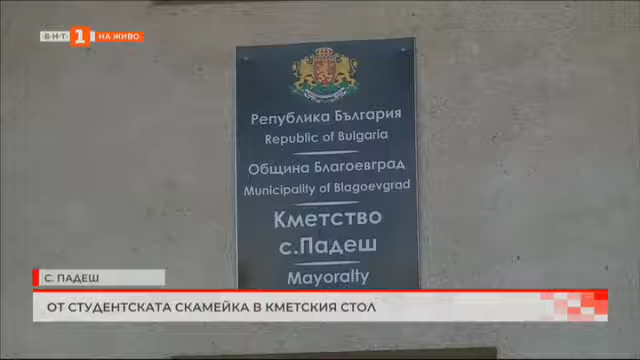 БНТ 1 НА ЖИВО
Република България
Republic of Bulgaria
Община Благоевград
Municipality of Blagoevgrad
Кметство
с.Падеш
Mayoralty
С. ПАДЕШ
ОТ СТУДЕНТСКАТА СКАМЕЙКА В КМЕТСКИЯ СТОЛ